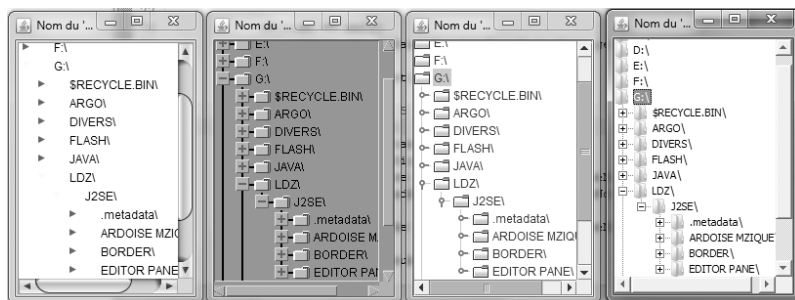 Nom du '...
F:\
G:\
$RECYCLE.BIN\
ARGO\
DIVERS\
FLASH\
JAVA\
LDZ\
J2SE\
.metadata\
ARDOISE MZIQ
BORDER\
EDITOR PANE\
Nom du '...
E:\
F:\
G:\
$RECYCLE.BIN\
ARGO\
DIVERS\
FLASH\
JAVA\
LDZ\
J2SE\
.metadata\
ARDOISE M
BORDER\
EDITOR PAI
Nom du '...
E:\
F:\
G:\
$RECYCLE.BIN\
ARGO\
DIVERS\
FLASH\
JAVA\
LDZ\
J2SE\
.metadata\
ARDOISE MZIQU
BORDER\
EDITOR PANE\
Nom du '...
D:\
E:\
F:\
G:\
$RECYCLE.BIN\
ARGO\
DIVERS\
FLASH\
JAVA\
LDZ\
J2SE\
.metadata\
ARDOISE MZIQUE
BORDER\
EDITOR PANE\